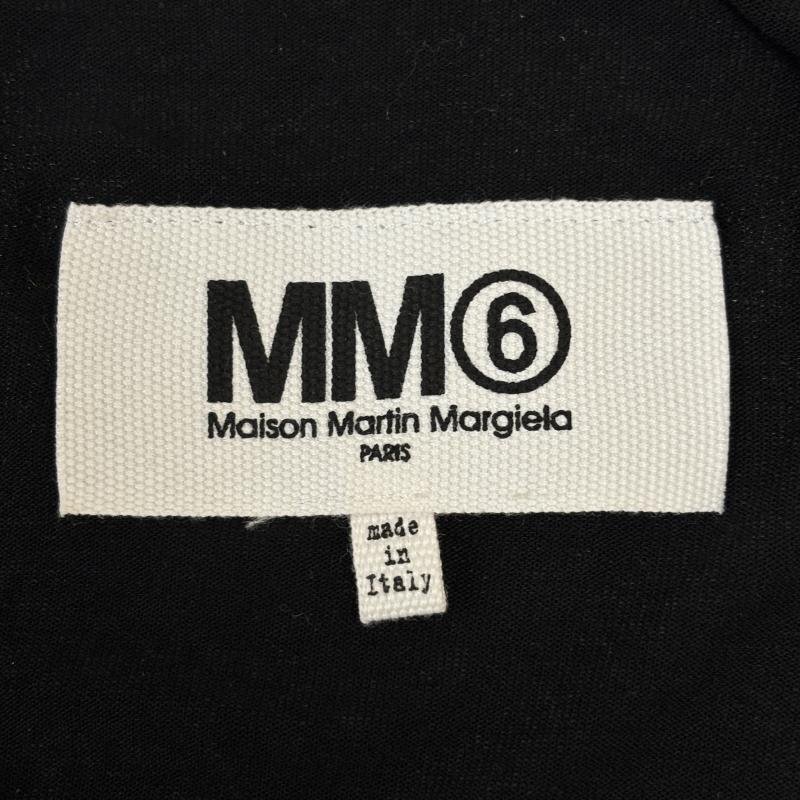 MM⑥
Maison Martin Margiela
PARIS
made
in
Italy